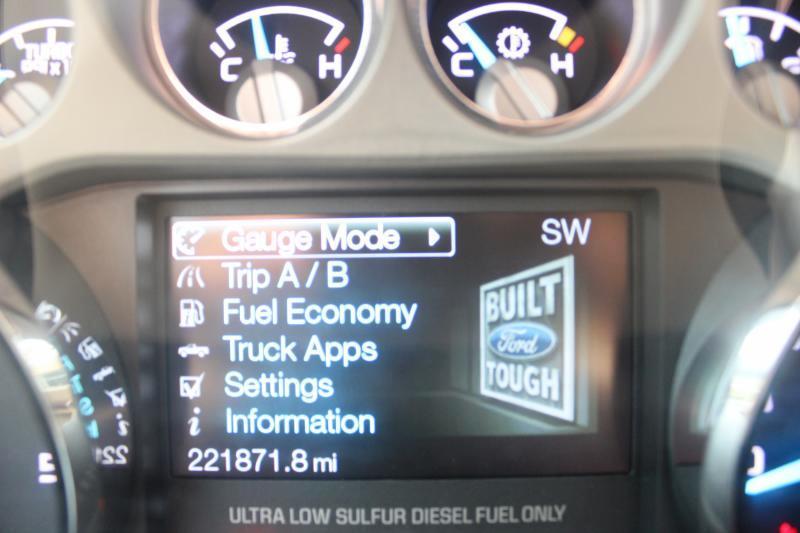 TURBO
C H
C H
Gauge Mode
SW
Trip A / B
Fuel Economy
Truck Apps
Settings
Information
221871.8 mi
BUILT
Ford
TOUGH
ULTRA LOW SULFUR DIESEL FUEL ONLY